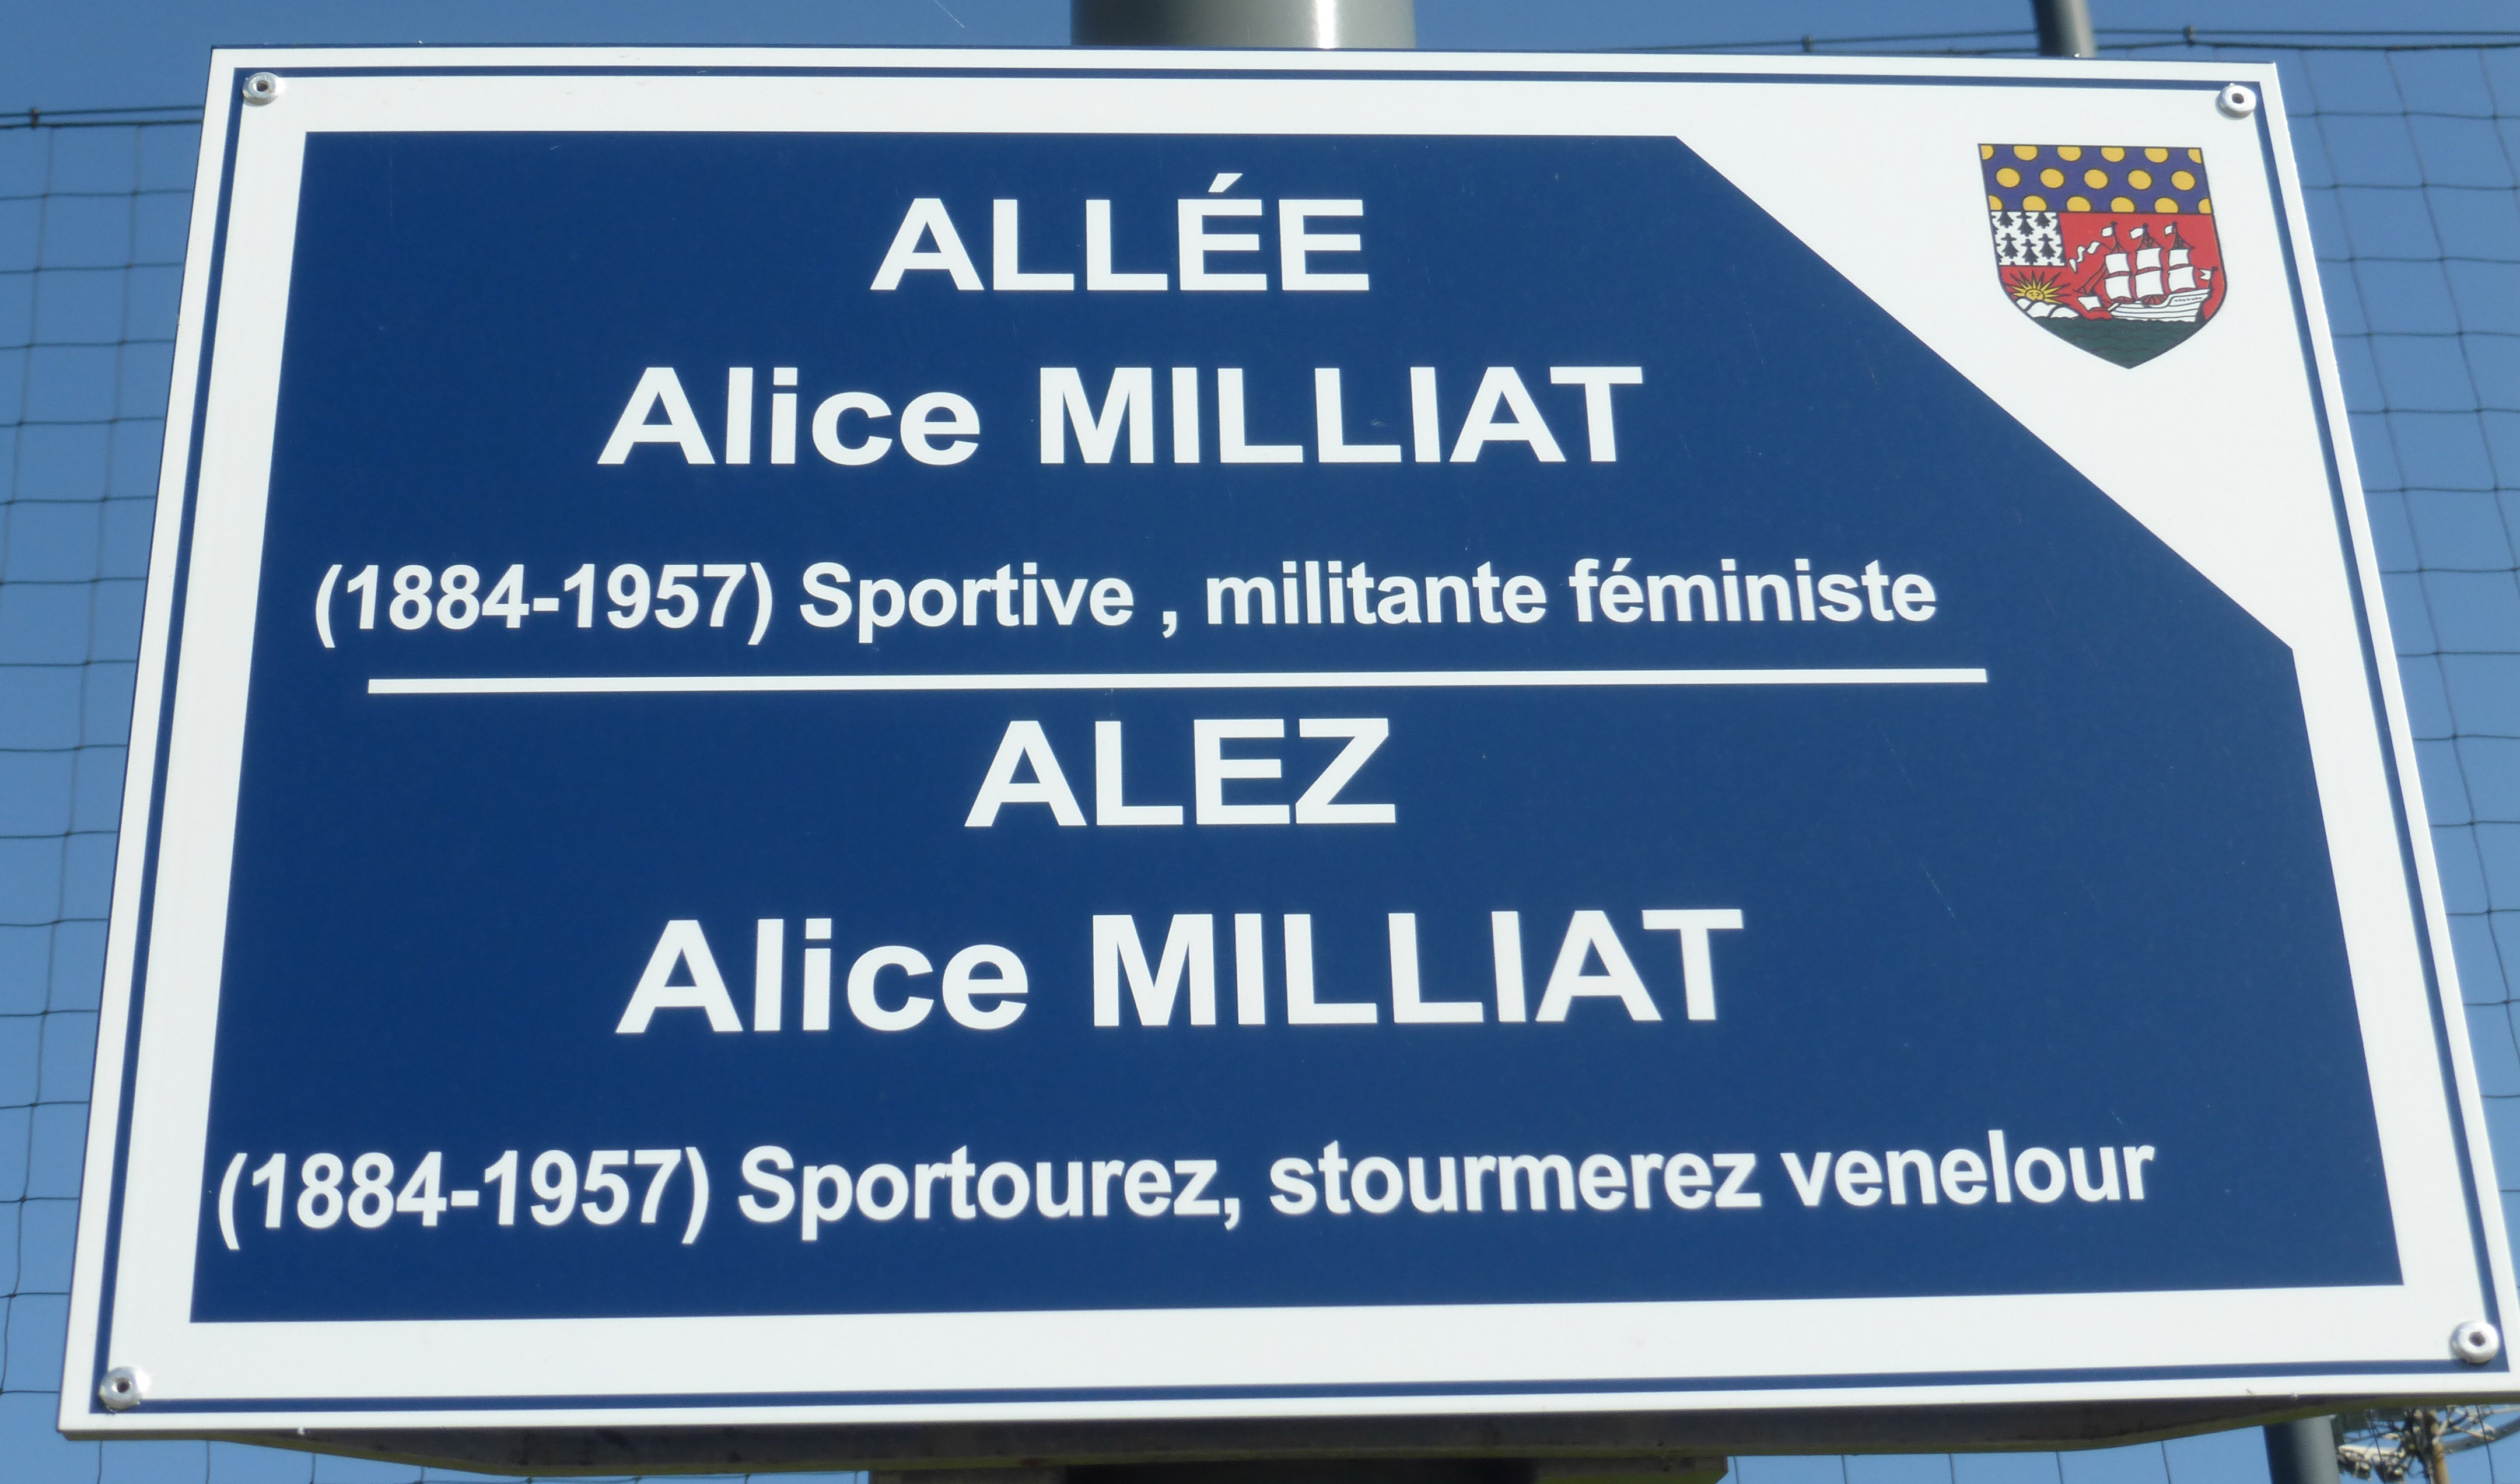 ALLÉE
Alice MILLIAT
(1884-1957) Sportive , militante féministe
ALEZ
Alice MILLIAT
(1884-1957) Sportourez, stourmerez venelour